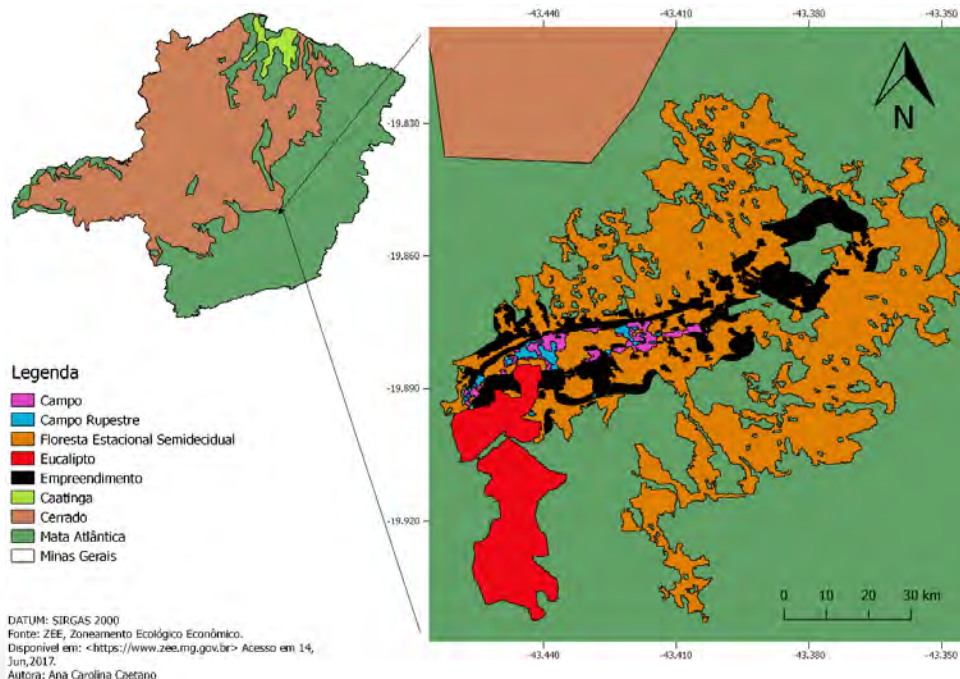 -43.440 -43.410 -43.380 -43.350
N
-19.830
-19.860
-19.890
-19.920
Legenda
Campo
Campo Rupestre
Floresta Estacional Semidecidual
Eucalipto
Empreendimento
Caatinga
Cerrado
Mata Atlântica
Minas Gerais
0 10 20 30 km
-43.440 -43.410 -43.380 -43.350
DATUM: SIRGAS 2000
Fonte: ZEE, Zoneamento Ecológico Econômico.
Disponível em: <https://www.zee.mg.gov.br> Acesso em 14,
Jun,2017.
Autora: Ana Carolina Caetano